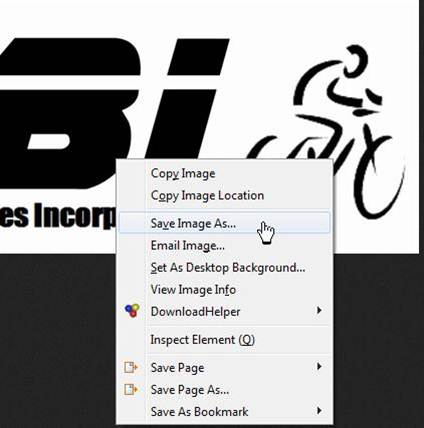 Bi
es Incorp
Copy Image
Copy Image Location
Save Image As...
Email Image...
Set As Desktop Background...
View Image Info
DownloadHelper
Inspect Element (Q)
Save Page
Save Page As...
Save As Bookmark